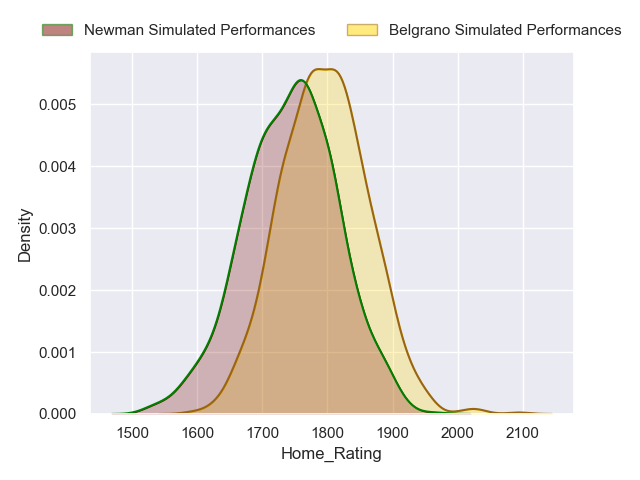 Newman Simulated Performances
Belgrano Simulated Performances
Density
0.005
0.004
0.003
0.002
0.001
0.000
1500 1600 1700 1800 1900 2000 2100
Home_Rating